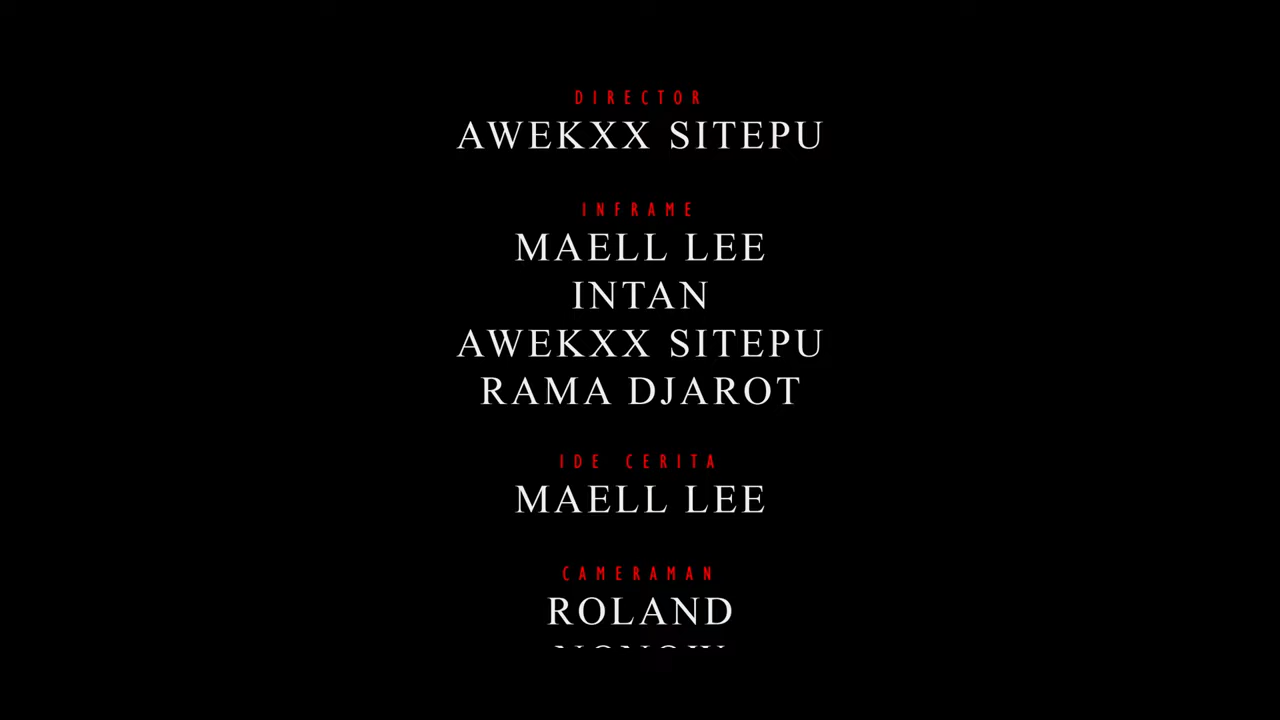 DIRECTOR
AWEKXX SITEPU
INFRAME
MAELL LEE
INTAN
AWEKXX SITEPU
RAMA DJAROT
IDE CERITA
MAELL LEE
CAMERAMAN
ROLAND